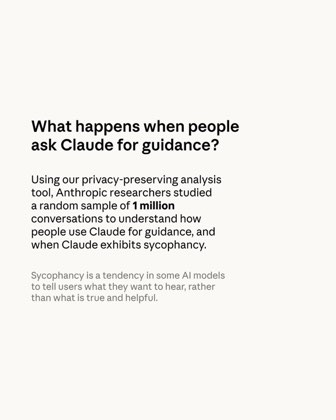 What happens when people
ask Claude for guidance?
Using our privacy-preserving analysis
tool, Anthropic researchers studied
a random sample of 1 million
conversations to understand how
people use Claude for guidance, and
when Claude exhibits sycophancy.
Sycophancy is a tendency in some AI models
to tell users what they want to hear, rather
than what is true and helpful.